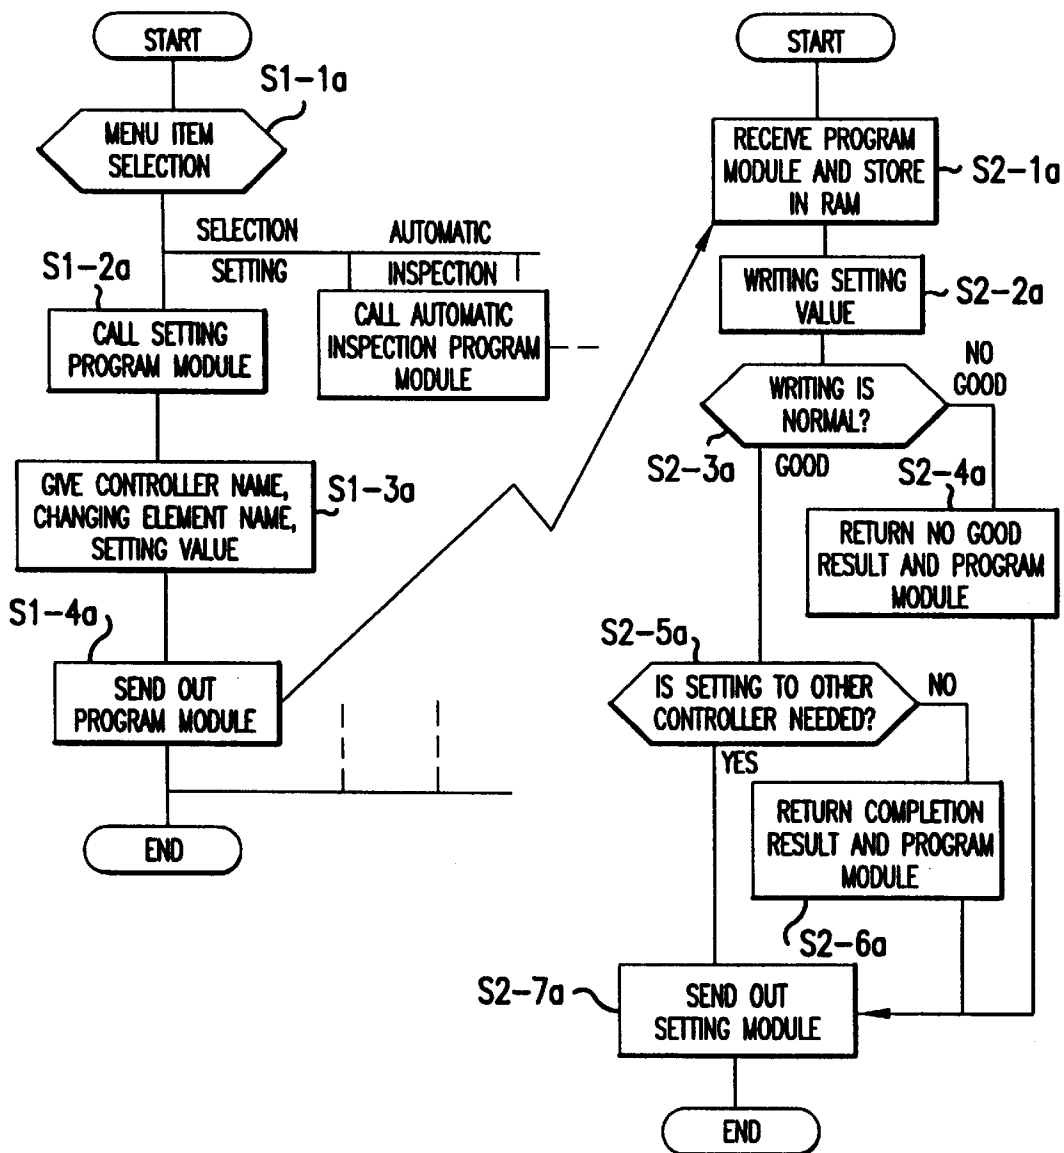 START
S1-1a
MENU ITEM
SELECTION
SELECTION
AUTOMATIC
SETTING
INSPECTION
S1-2a
CALL SETTING
PROGRAM MODULE
CALL AUTOMATIC
INSPECTION PROGRAM
MODULE
GIVE CONTROLLER NAME,
CHANGING ELEMENT NAME,
SETTING VALUE
S1-3a
S1-4a
SEND OUT
PROGRAM MODULE
END
START
RECEIVE PROGRAM
MODULE AND STORE
IN RAM
S2-1a
WRITING SETTING
VALUE
S2-2a
WRITING IS
NORMAL?
NO
GOOD
S2-3a
GOOD
S2-4a
RETURN NO GOOD
RESULT AND PROGRAM
MODULE
S2-5a
IS SETTING TO OTHER
CONTROLLER NEEDED?
NO
YES
RETURN COMPLETION
RESULT AND PROGRAM
MODULE
S2-6a
S2-7a
SEND OUT
SETTING MODULE
END